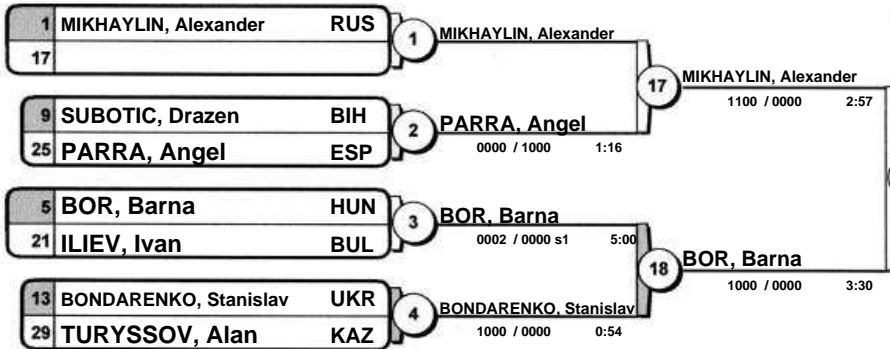 1 MIKHAYLIN, Alexander RUS
17
1 MIKHAYLIN, Alexander
9 SUBOTIC, Drazen BIH
25 PARRA, Angel ESP
2 PARRA, Angel
0000 / 1000 1:16
17 MIKHAYLIN, Alexander
1100 / 0000 2:57
5 BOR, Barna HUN
21 ILIEV, Ivan BUL
3 BOR, Barna
0002 / 0000 s1 5:00
13 BONDARENKO, Stanislav UKR
29 TURYSSOV, Alan KAZ
4 BONDARENKO, Stanislav
1000 / 0000 0:54
18 BOR, Barna
1000 / 0000 3:30